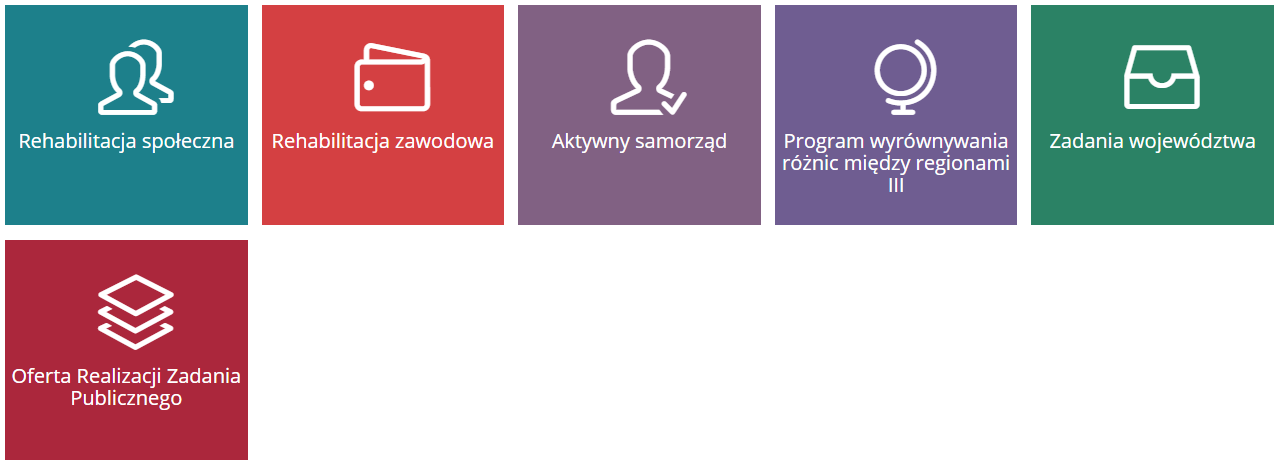 Rehabilitacja społeczna
Rehabilitacja zawodowa
Aktywny samorząd
Program wyrównywania
różnic między regionami
III
Zadania województwa
Oferta Realizacji Zadania
Publicznego